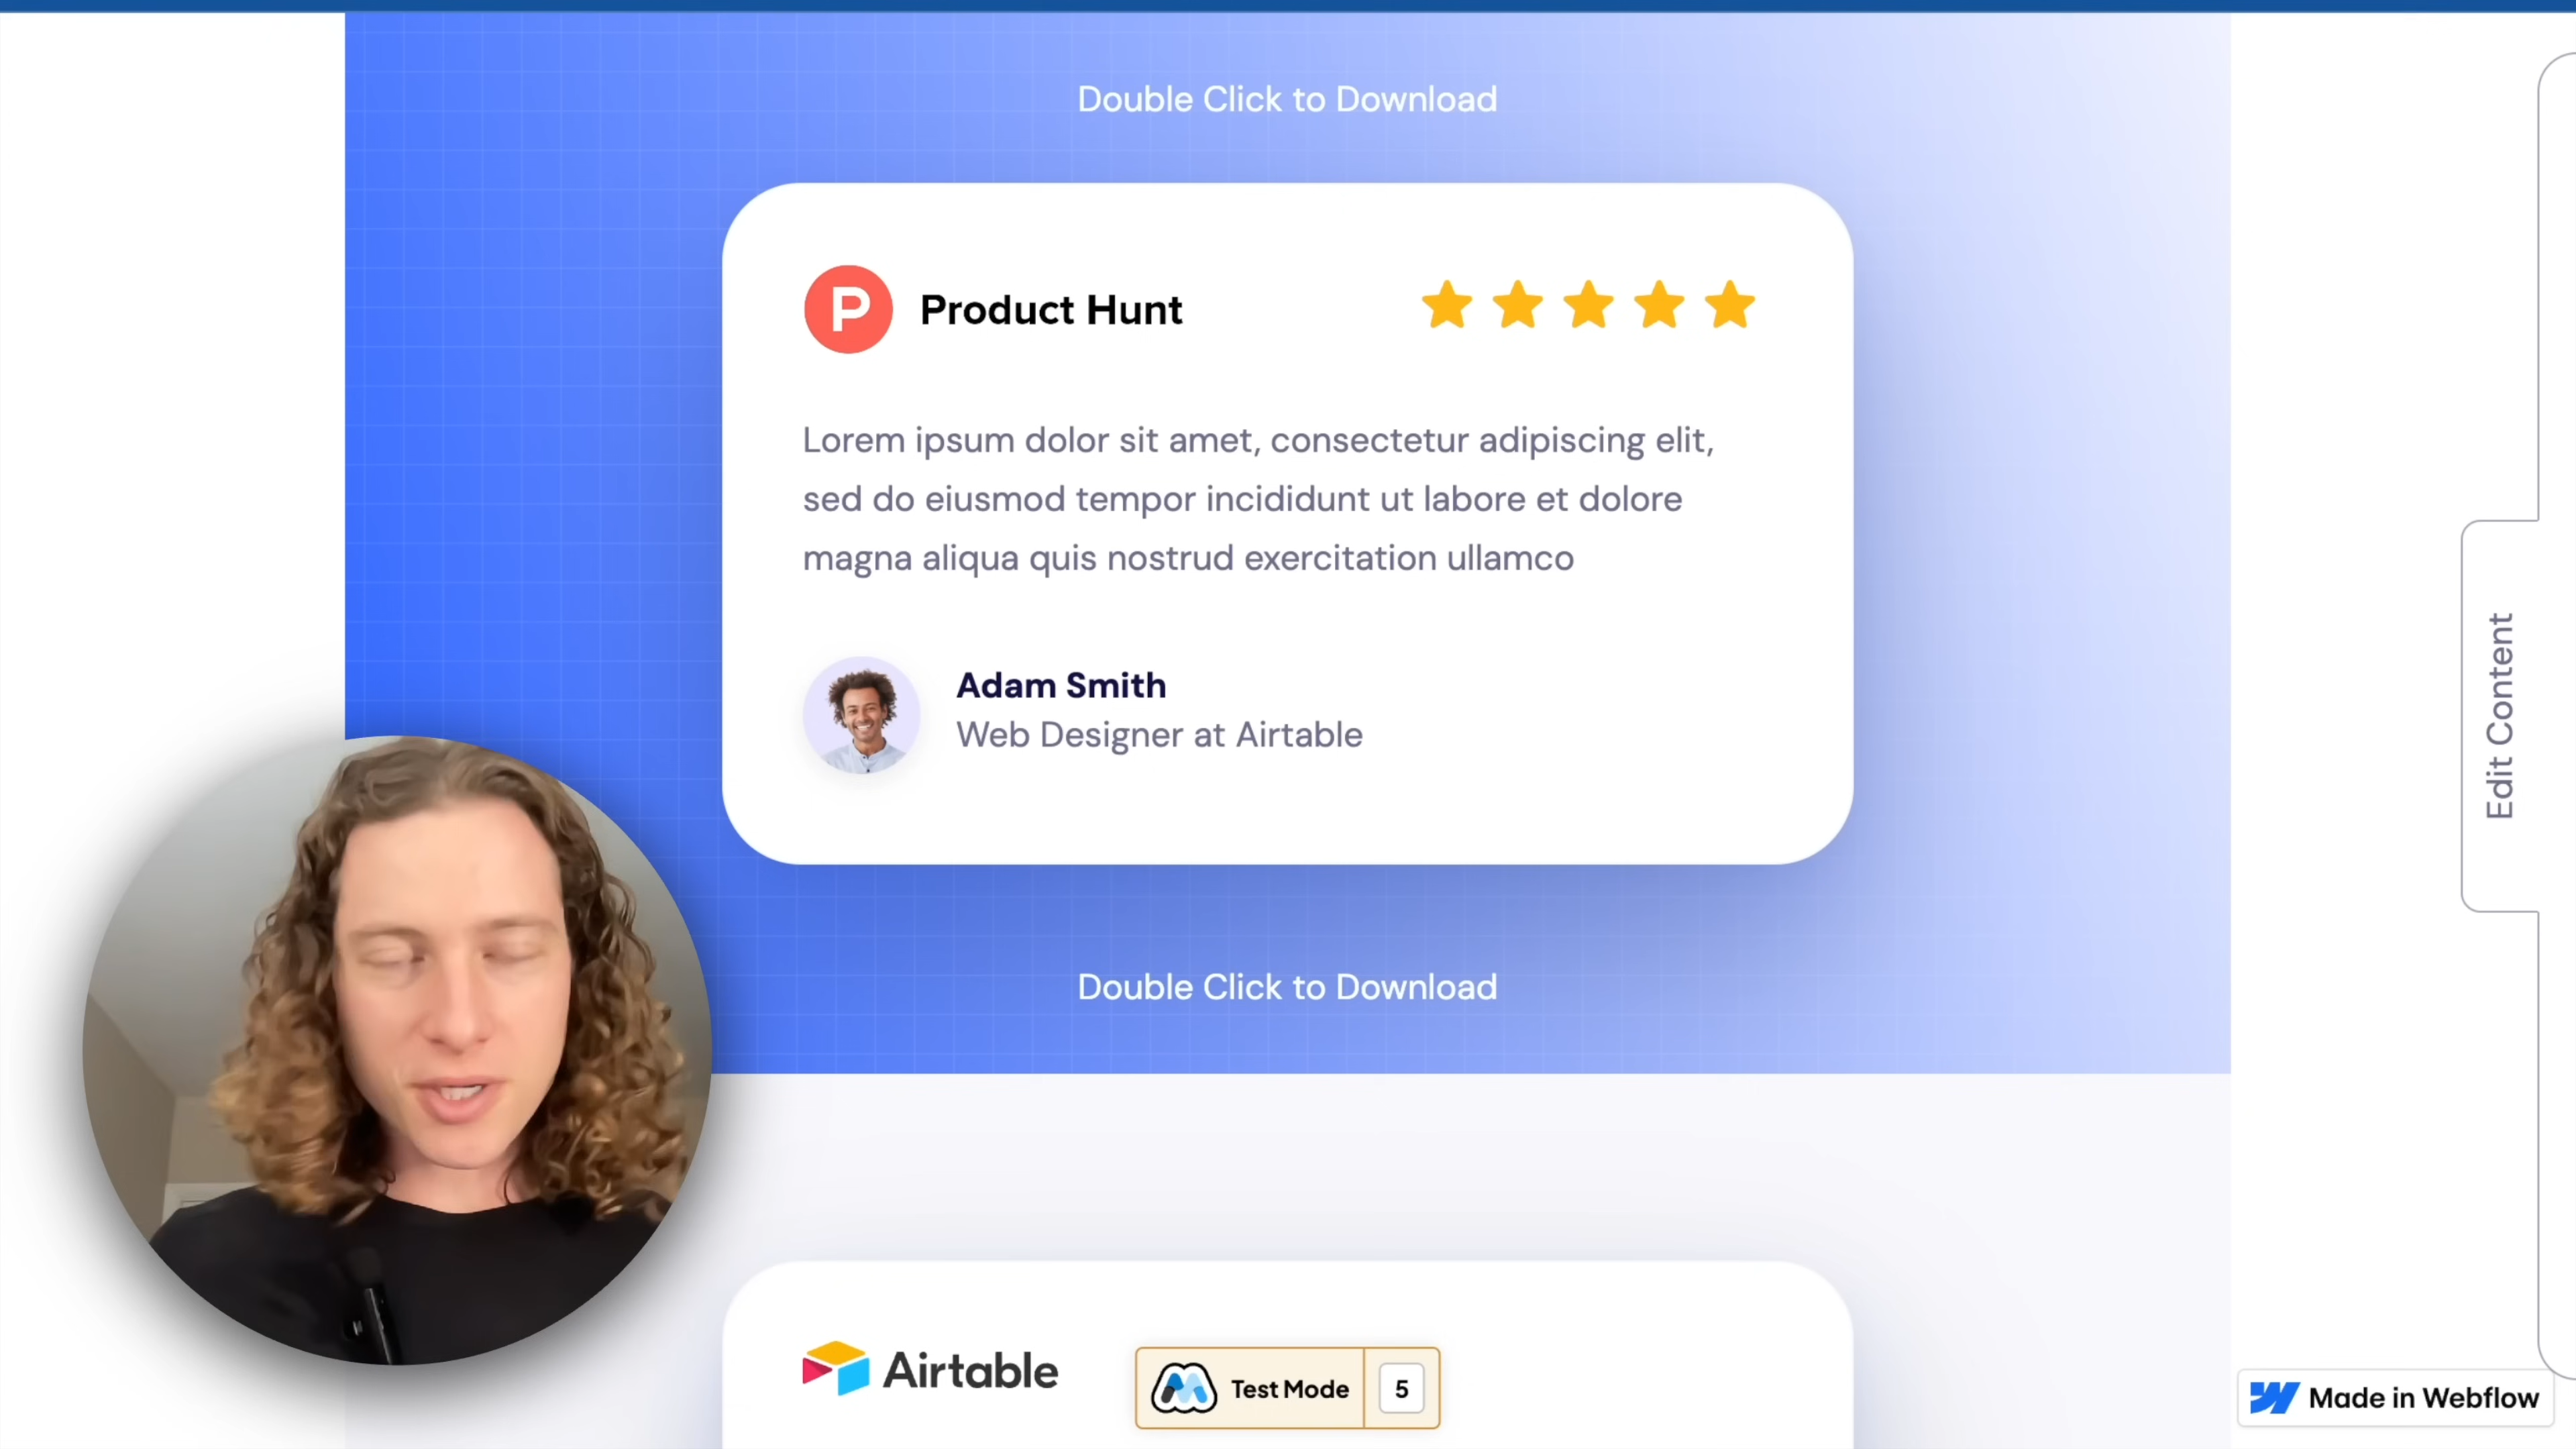 Double Click to Download
P Product Hunt
Lorem ipsum dolor sit amet, consectetur adipiscing elit,
sed do eiusmod tempor incididunt ut labore et dolore
magna aliqua quis nostrud exercitation ullamco
Adam Smith
Web Designer at Airtable
Edit Content
Double Click to Download
Airtable
Test Mode 5
Made in Webflow